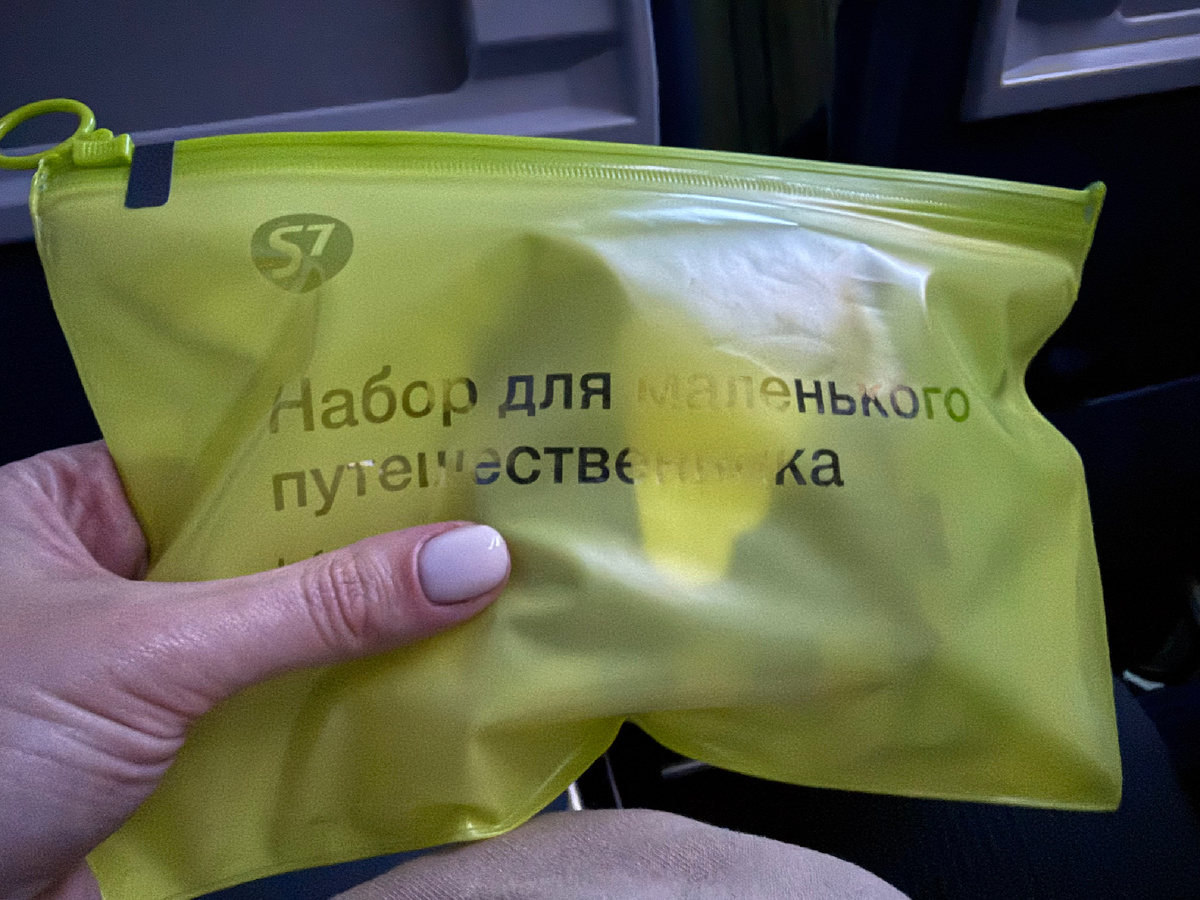 S7
Набор для маленького
путешественника